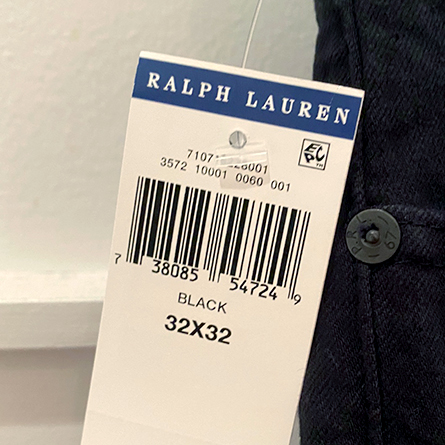 RALPH LAUREN
3572 10001 0060 001
7 38085 54724 9
BLACK
32X32